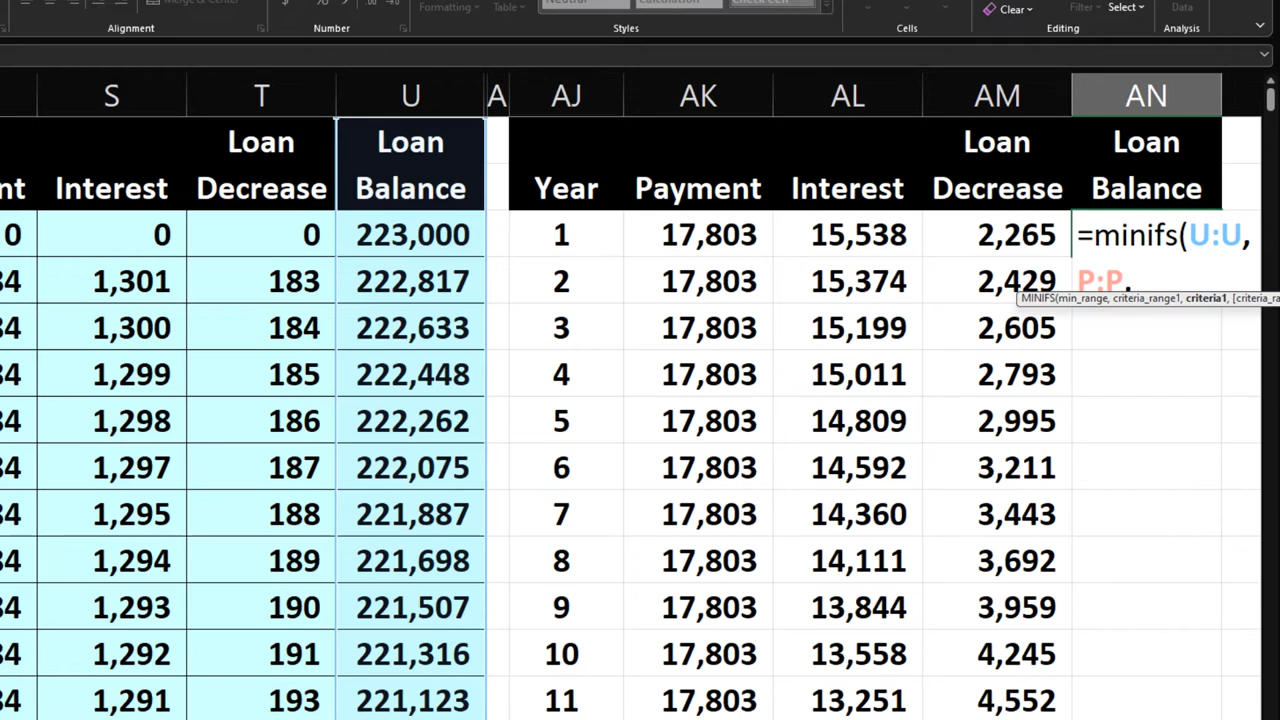 Merge & Center
Formatting
Table
Neutral
Calculation
Check Cell
Clear
Filter
Select
Data
Alignment
Number
Styles
Cells
Editing
Analysis
S T U A AJ AK AL AM AN
Loan Loan Loan Loan
nt Interest Decrease Balance Year Payment Interest Decrease Balance
0 0 0 223,000 1 17,803 15,538 2,265 =minifs(U:U,
34 1,301 183 222,817 2 17,803 15,374 2,429 P:P,
MINIFS(min_range, criteria_range1, criteria1, [criteria_ra
34 1,300 184 222,633 3 17,803 15,199 2,605
34 1,299 185 222,448 4 17,803 15,011 2,793
34 1,298 186 222,262 5 17,803 14,809 2,995
34 1,297 187 222,075 6 17,803 14,592 3,211
34 1,295 188 221,887 7 17,803 14,360 3,443
34 1,294 189 221,698 8 17,803 14,111 3,692
34 1,293 190 221,507 9 17,803 13,844 3,959
34 1,292 191 221,316 10 17,803 13,558 4,245
34 1,291 193 221,123 11 17,803 13,251 4,552